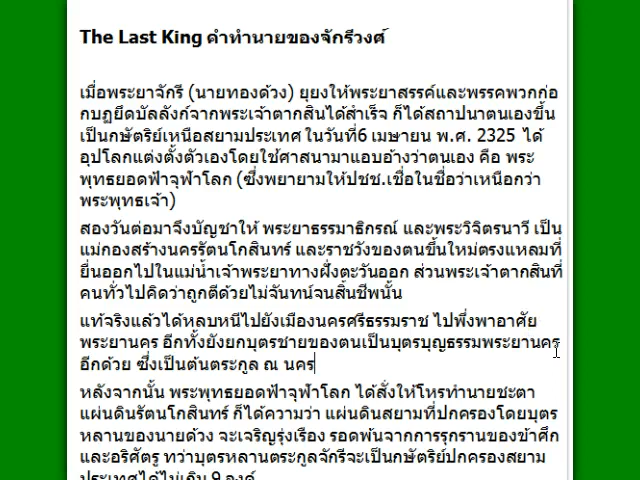 The Last King คำทำนายของจักรีวงศ์
เมื่อพระยาจักรี (นายทองด้วง) ยุยงให้พระยาสรรค์และพรรคพวกก่อ
กบฏยึดบัลลังก์จากพระเจ้าตากสินได้สำเร็จ ก็ได้สถาปนาตนเองขึ้น
เป็นกษัตริย์เหนือสยามประเทศ ในวันที่6 เมษายน พ.ศ. 2325 ได้
อุปโลกแต่งตั้งตัวเองโดยใช้ศาสนามาแอบอ้างว่าตนเอง คือ พระ
พุทธยอดฟ้าจุฬาโลก (ซึ่งพยายามให้ปชช.เชื่อในชื่อว่าเหนือกว่า
พระพุทธเจ้า)
สองวันต่อมาจึงบัญชาให้ พระยาธรรมาธิกรณ์ และพระวิจิตรนาวี เป็น
แม่กองสร้างนครรัตนโกสินทร์ และราชวังของตนขึ้นใหม่ตรงแหลมที่
ยื่นออกไปในแม่น้ำเจ้าพระยาทางฝั่งตะวันออก ส่วนพระเจ้าตากสินที่
คนทั่วไปคิดว่าถูกตีด้วยไม่จันทน์จนสิ้นชีพนั้น
แท้จริงแล้วได้หลบหนีไปยังเมืองนครศรีธรรมราช ไปพึ่งพาอาศัย
พระยานคร อีกทั้งยังยกบุตรชายของตนเป็นบุตรบุญธรรมพระยานคร
อีกด้วย ซึ่งเป็นต้นตระกูล ณ นคร
หลังจากนั้น พระพุทธยอดฟ้าจุฬาโลก ได้สั่งให้โหรทำนายชะตา
แผ่นดินรัตนโกสินทร์ ก็ได้ความว่า แผ่นดินสยามที่ปกครองโดยบุตร
หลานของนายด้วง จะเจริญรุ่งเรือง รอดพ้นจากการรุกรานของข้าศึก
และอริศัตรู ทว่าบุตรหลานตระกูลจักรีจะเป็นกษัตริย์ปกครองสยาม
ประเทศได้ไม่เกิน 9 องค์